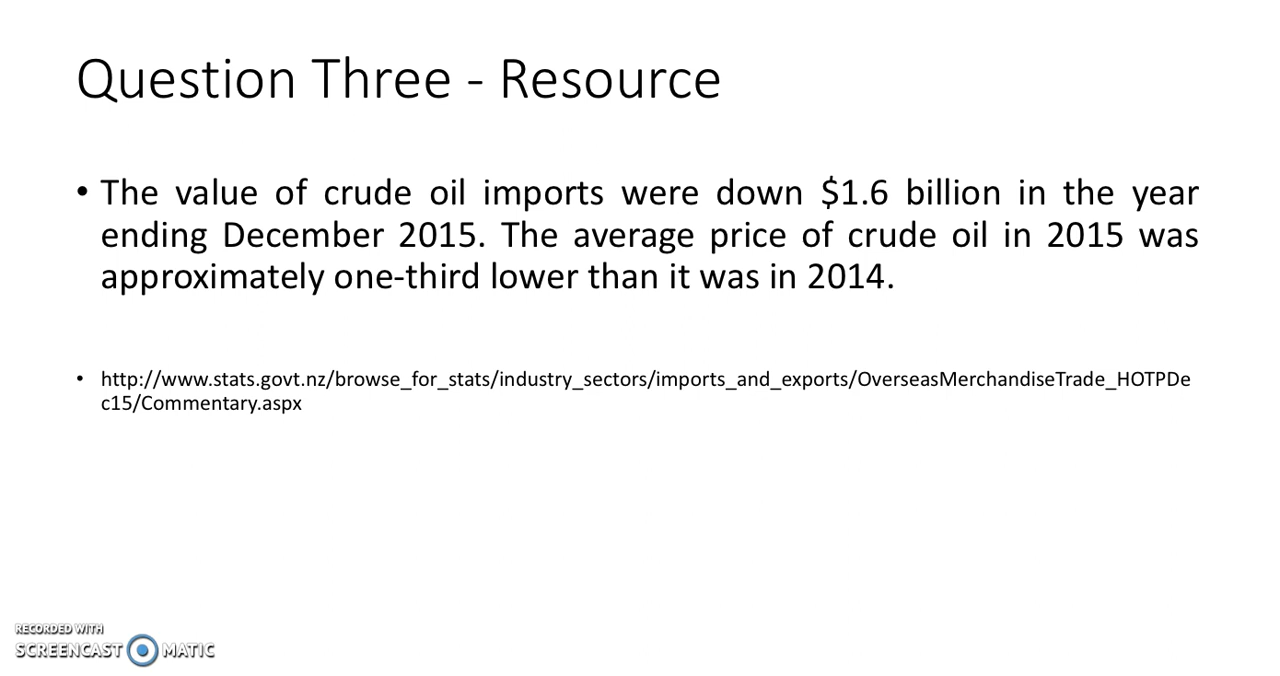 Question Three - Resource
• The value of crude oil imports were down $1.6 billion in the year
ending December 2015. The average price of crude oil in 2015 was
approximately one-third lower than it was in 2014.
• http://www.stats.govt.nz/browse_for_stats/industry_sectors/imports_and_exports/OverseasMerchandiseTrade_HOTPDe
c15/Commentary.aspx
RECORDED WITH
SCREENCAST MATIC